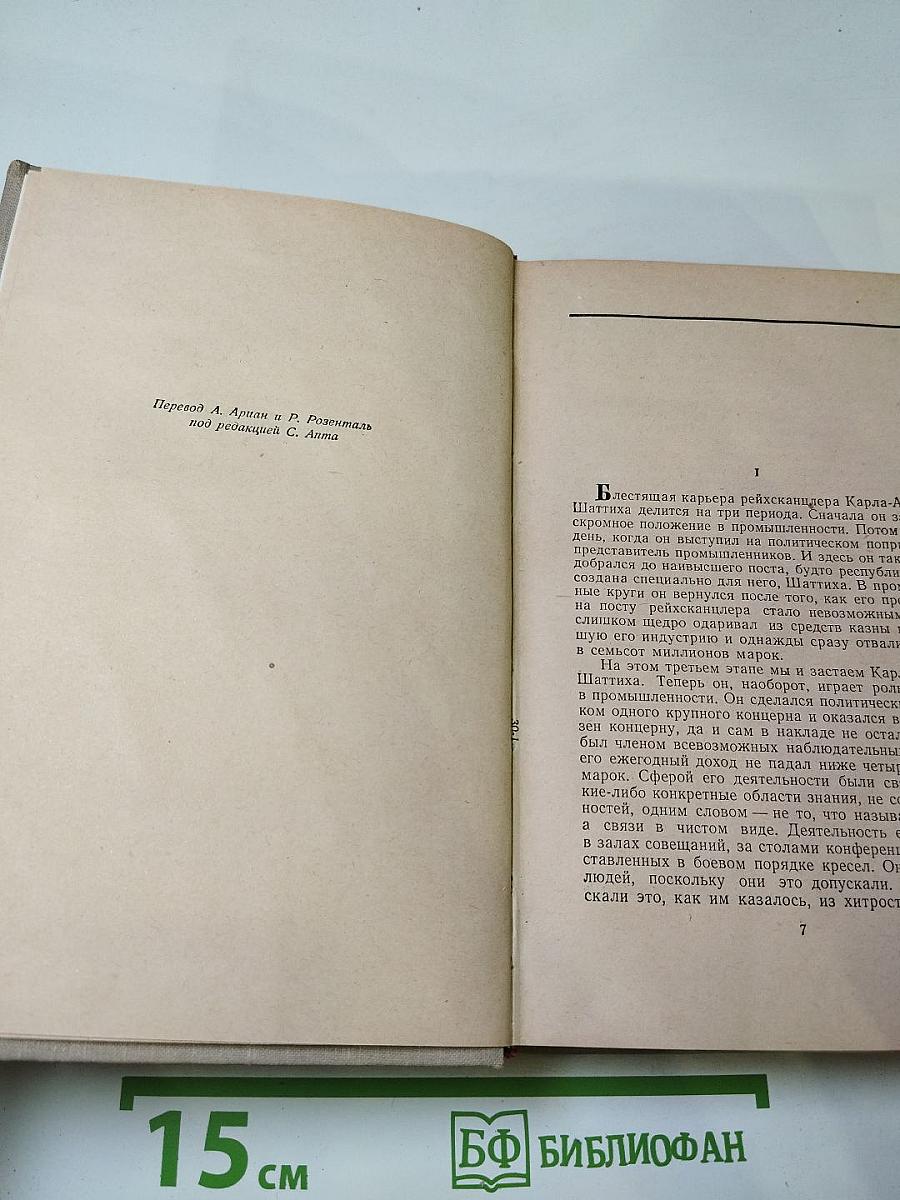 Перевод А. Ариан и Р. Розенталь
под редакцией С. Апта
I
Блестящая карьера рейхсканцлера Карла-А
Шаттиха делится на три периода. Сначала он за
скромное положение в промышленности. Потом
день, когда он выступил на политическом попри
представитель промышленников. И здесь он так
добрался до наивысшего поста, будто республи
создана специально для него, Шаттиха. В пром
ные круги он вернулся после того, как его пре
на посту рейхсканцлера стало невозможным
слишком щедро одаривал из средств казны
шую его индустрию и однажды сразу отвали
в семьсот миллионов марок.
На этом третьем этапе мы и застаем Карл
Шаттиха. Теперь он, наоборот, играет роль
в промышленности. Он сделался политически
ком одного крупного концерна и оказался в
зен концерну, да и сам в накладе не остал
был членом всевозможных наблюдательны
его ежегодный доход не падал ниже четыр
марок. Сферой его деятельности были свя
кие-либо конкретные области знания, не со
ностей, одним словом — не то, что называ
а связи в чистом виде. Деятельность е
в залах совещаний, за столами конференц
ставленных в боевом порядке кресел. Он
людей, поскольку они это допускали.
скали это, как им казалось, из хитрост
7
30-1
15 см
БФ БИБЛИОФАН